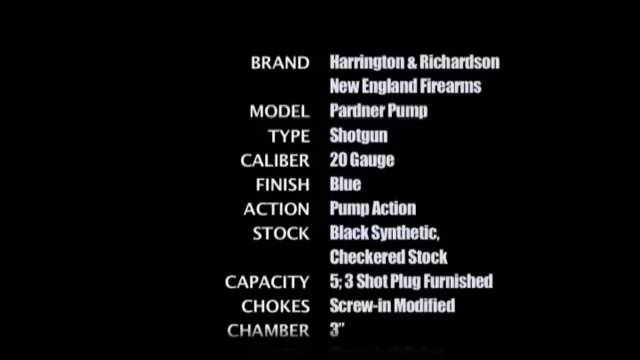 BRAND Harrington & Richardson
New England Firearms
MODEL Pardner Pump
TYPE Shotgun
CALIBER 20 Gauge
FINISH Blue
ACTION Pump Action
STOCK Black Synthetic,
Checkered Stock
CAPACITY 5; 3 Shot Plug Furnished
CHOKES Screw-in Modified
CHAMBER 3”